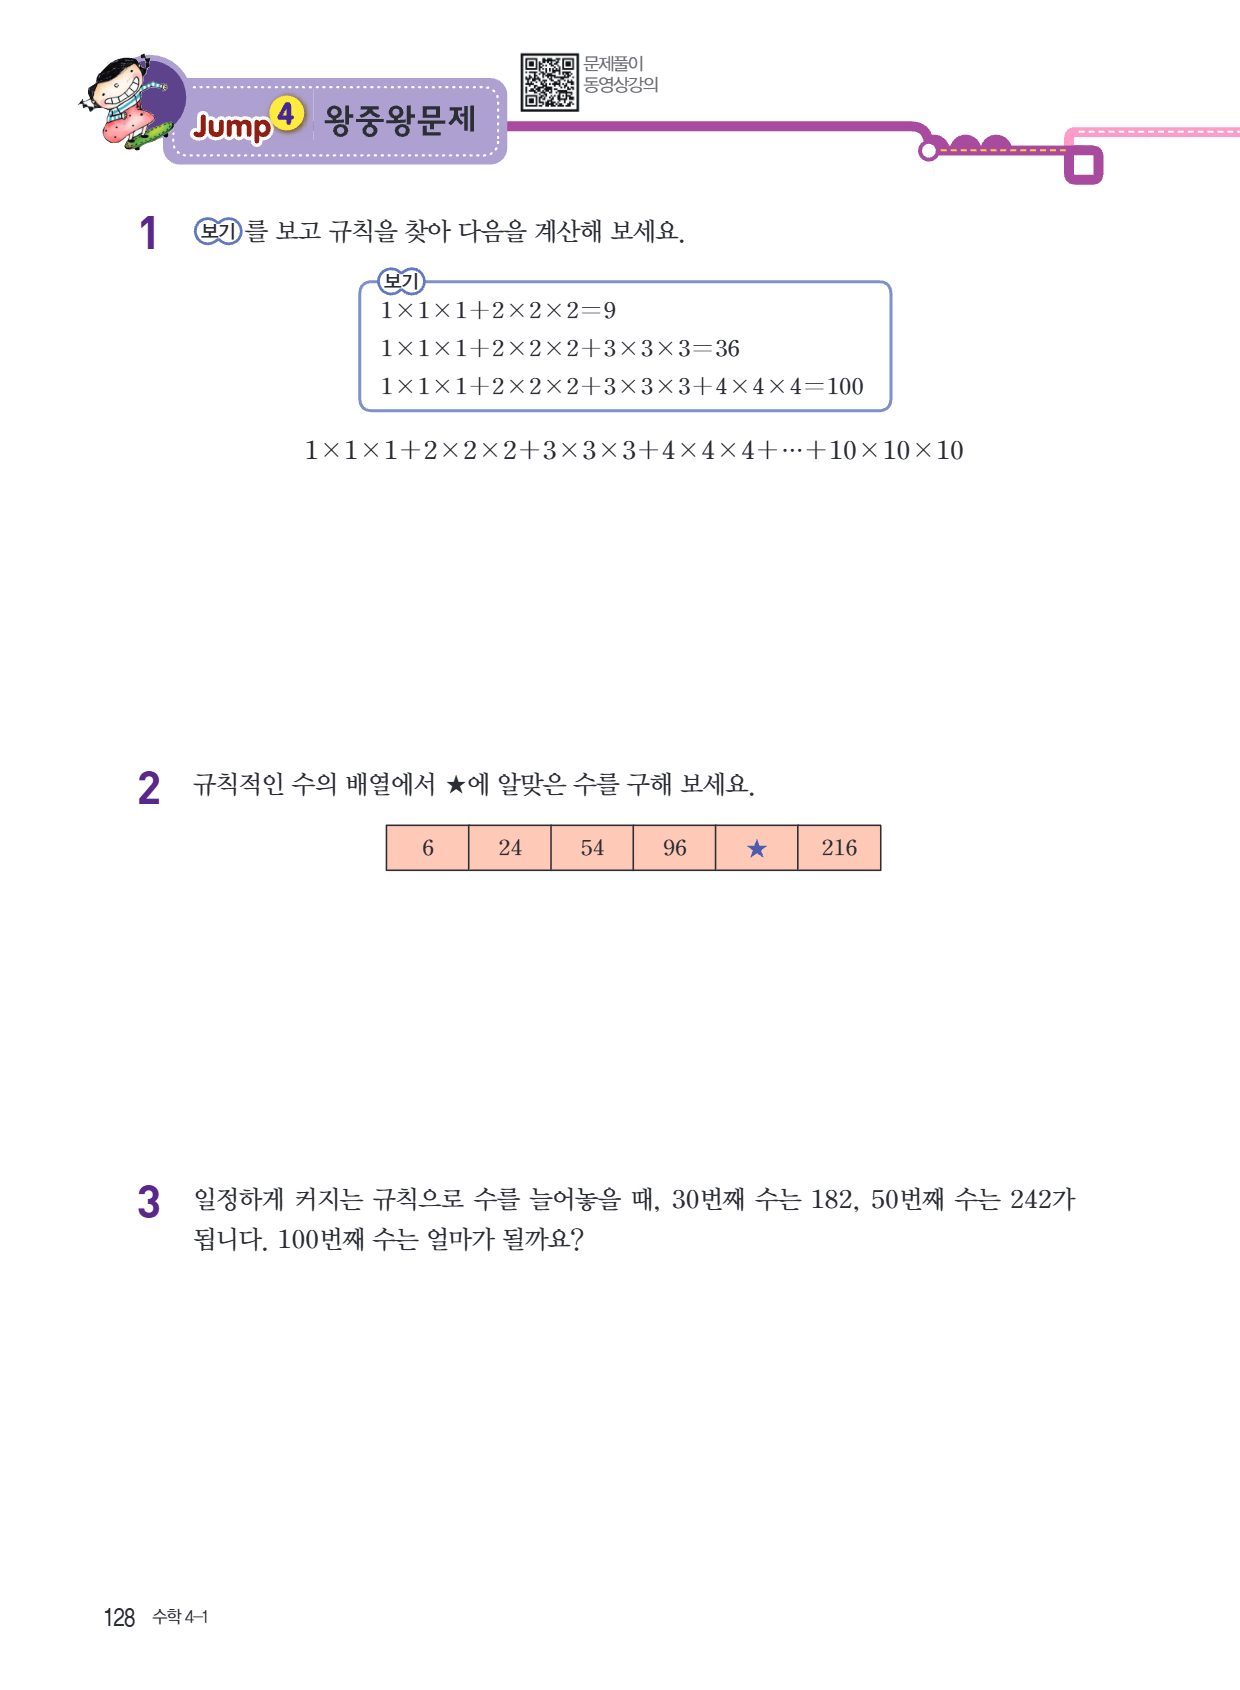 문제풀이
동영상강의
Jump 4 왕중왕문제
1 보기를 보고 규칙을 찾아 다음을 계산해 보세요.
보기
1×1×1+2×2×2=9
1×1×1+2×2×2+3×3×3=36
1×1×1+2×2×2+3×3×3+4×4×4=100
1×1×1+2×2×2+3×3×3+4×4×4+⋯+10×10×10
2 규칙적인 수의 배열에서 ★에 알맞은 수를 구해 보세요.
6 24 54 96 ★ 216
3 일정하게 커지는 규칙으로 수를 늘어놓을 때, 30번째 수는 182, 50번째 수는 242가
됩니다. 100번째 수는 얼마가 될까요?
128 수학 4-1